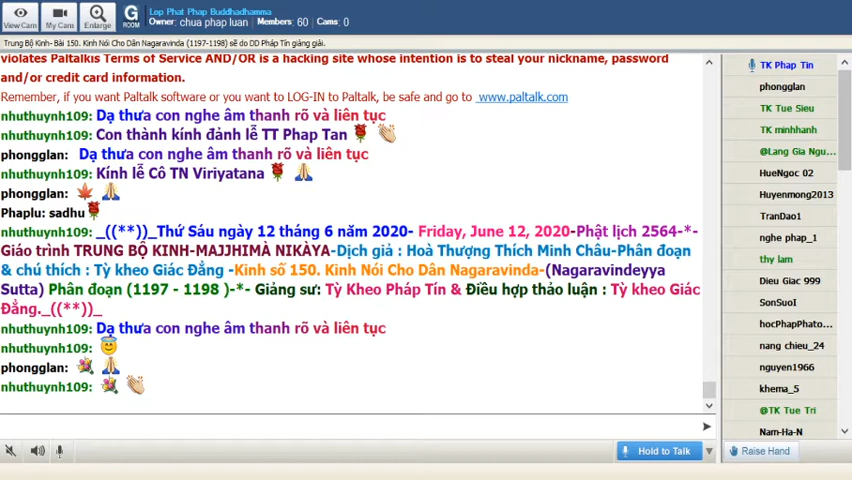 Lop Phat Phap Buddhadhamma
Owner: chua phap luan Members: 60 Cams: 0
View Cam My Cam Enlarge G ROOM
Trung Bộ Kinh- Bài 150. Kinh Nói Cho Dân Nagaravinda (1197-1198) sẽ do DD Pháp Tín giảng giải.
violates Paltalkis Terms of Service AND/OR is a hacking site whose intention is to steal your nickname, password
and/or credit card information.
Remember, if you want Paltalk software or you want to LOG-IN to Paltalk, be safe and go to www.paltalk.com
nhuthuynh109: Dạ thưa con nghe âm thanh rõ và liên tục
nhuthuynh109: Con thành kính đảnh lễ TT Phap Tan
phongglan: Dạ thưa con nghe âm thanh rõ và liên tục
nhuthuynh109: Kính lễ Cô TN Viriyatana
phongglan:
Phaplu: sadhu
nhuthuynh109: _((**))_Thứ Sáu ngày 12 tháng 6 năm 2020- Friday, June 12, 2020-Phật lịch 2564-*-
Giáo trình TRUNG BỘ KINH-MAJJHIMÀ NIKÀYA-Dịch giả : Hoà Thượng Thích Minh Châu-Phân đoạn
& chú thích : Tỳ kheo Giác Đẳng -Kinh số 150. Kinh Nói Cho Dân Nagaravinda-(Nagaravindeyya
Sutta) Phân đoạn (1197 - 1198 )-*- Giảng sư: Tỳ Kheo Pháp Tín & Điều hợp thảo luận : Tỳ kheo Giác
Đẳng._((**))_
nhuthuynh109: Dạ thưa con nghe âm thanh rõ và liên tục
nhuthuynh109:
phongglan:
nhuthuynh109:
Hold to Talk
TK Phap Tin
phongglan
TK Tue Sieu
TK minhhanh
@Lang Gia Ngu...
HueNgoc 02
Huyenmong2013
TranDao1
nghe phap_1
thy lam
Dieu Giac 999
SonSuoI
hocPhapPhato...
nang chieu_24
nguyen1966
khema_5
@TK Tue Tri
Nam-Ha-N
Raise Hand